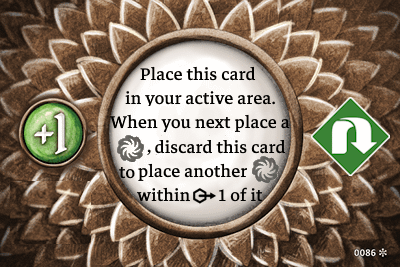 Place this card
in your active area.
When you next place a
, discard this card
to place another
within 1 of it
+1
0086